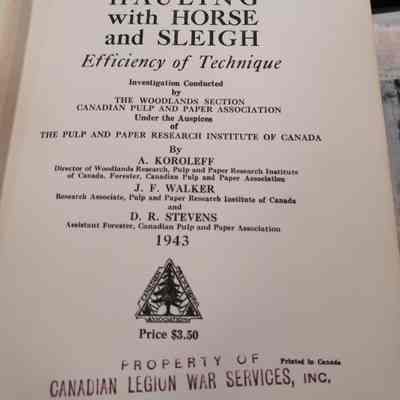 HAULING
with HORSE
and SLEIGH
Efficiency of Technique
Investigation Conducted
by
THE WOODLANDS SECTION
CANADIAN PULP AND PAPER ASSOCIATION
Under the Auspices
of
THE PULP AND PAPER RESEARCH INSTITUTE OF CANADA
By
A. KOROLEFF
Director of Woodlands Research, Pulp and Paper Research Institute
of Canada, Forester, Canadian Pulp and Paper Association
J. F. WALKER
Research Associate, Pulp and Paper Research Institute of Canada
and
D. R. STEVENS
Assistant Forester, Canadian Pulp and Paper Association
1943
Price $3.50
PROPERTY OF
Printed in Canada
CANADIAN LEGION WAR SERVICES, INC.